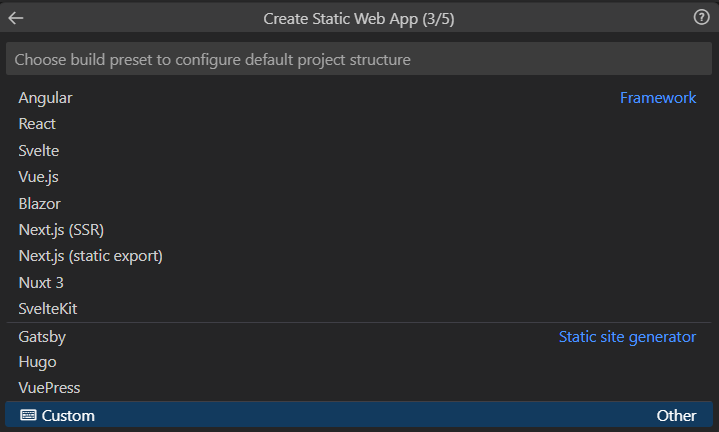 Create Static Web App (3/5)
Choose build preset to configure default project structure
Angular Framework
React
Svelte
Vue.js
Blazor
Next.js (SSR)
Next.js (static export)
Nuxt 3
SvelteKit
Gatsby Static site generator
Hugo
VuePress
Custom Other